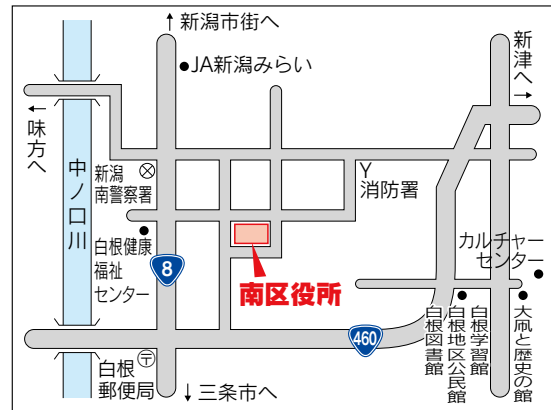 ↑新潟市街へ
●JA新潟みらい
新津へ→
←味方へ
中ノ口川
新潟
南警察署
Y
消防署
白根健康
福祉
センター
8
南区役所
カルチャー
センター
460
白根図書館
白根地区公民館
白根学習館
大凧と歴史の館
白根
郵便局
〒
↓三条市へ